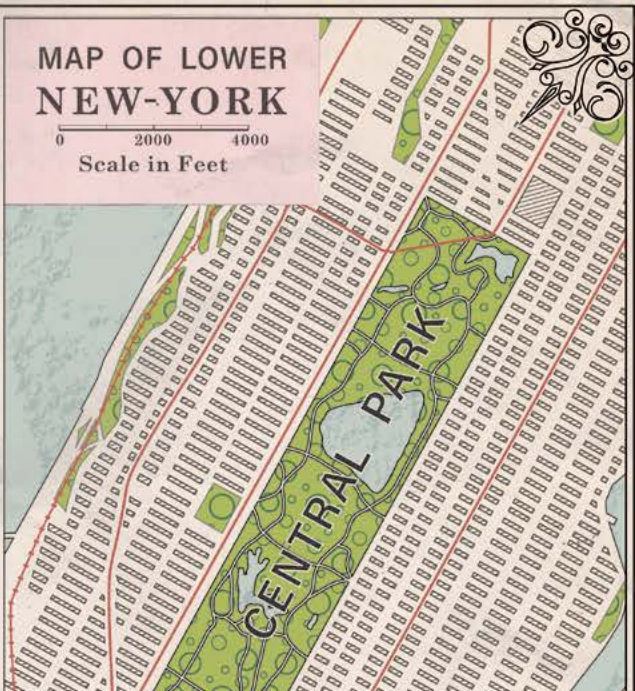 MAP OF LOWER
NEW-YORK
0 2000 4000
Scale in Feet
CENTRAL PARK